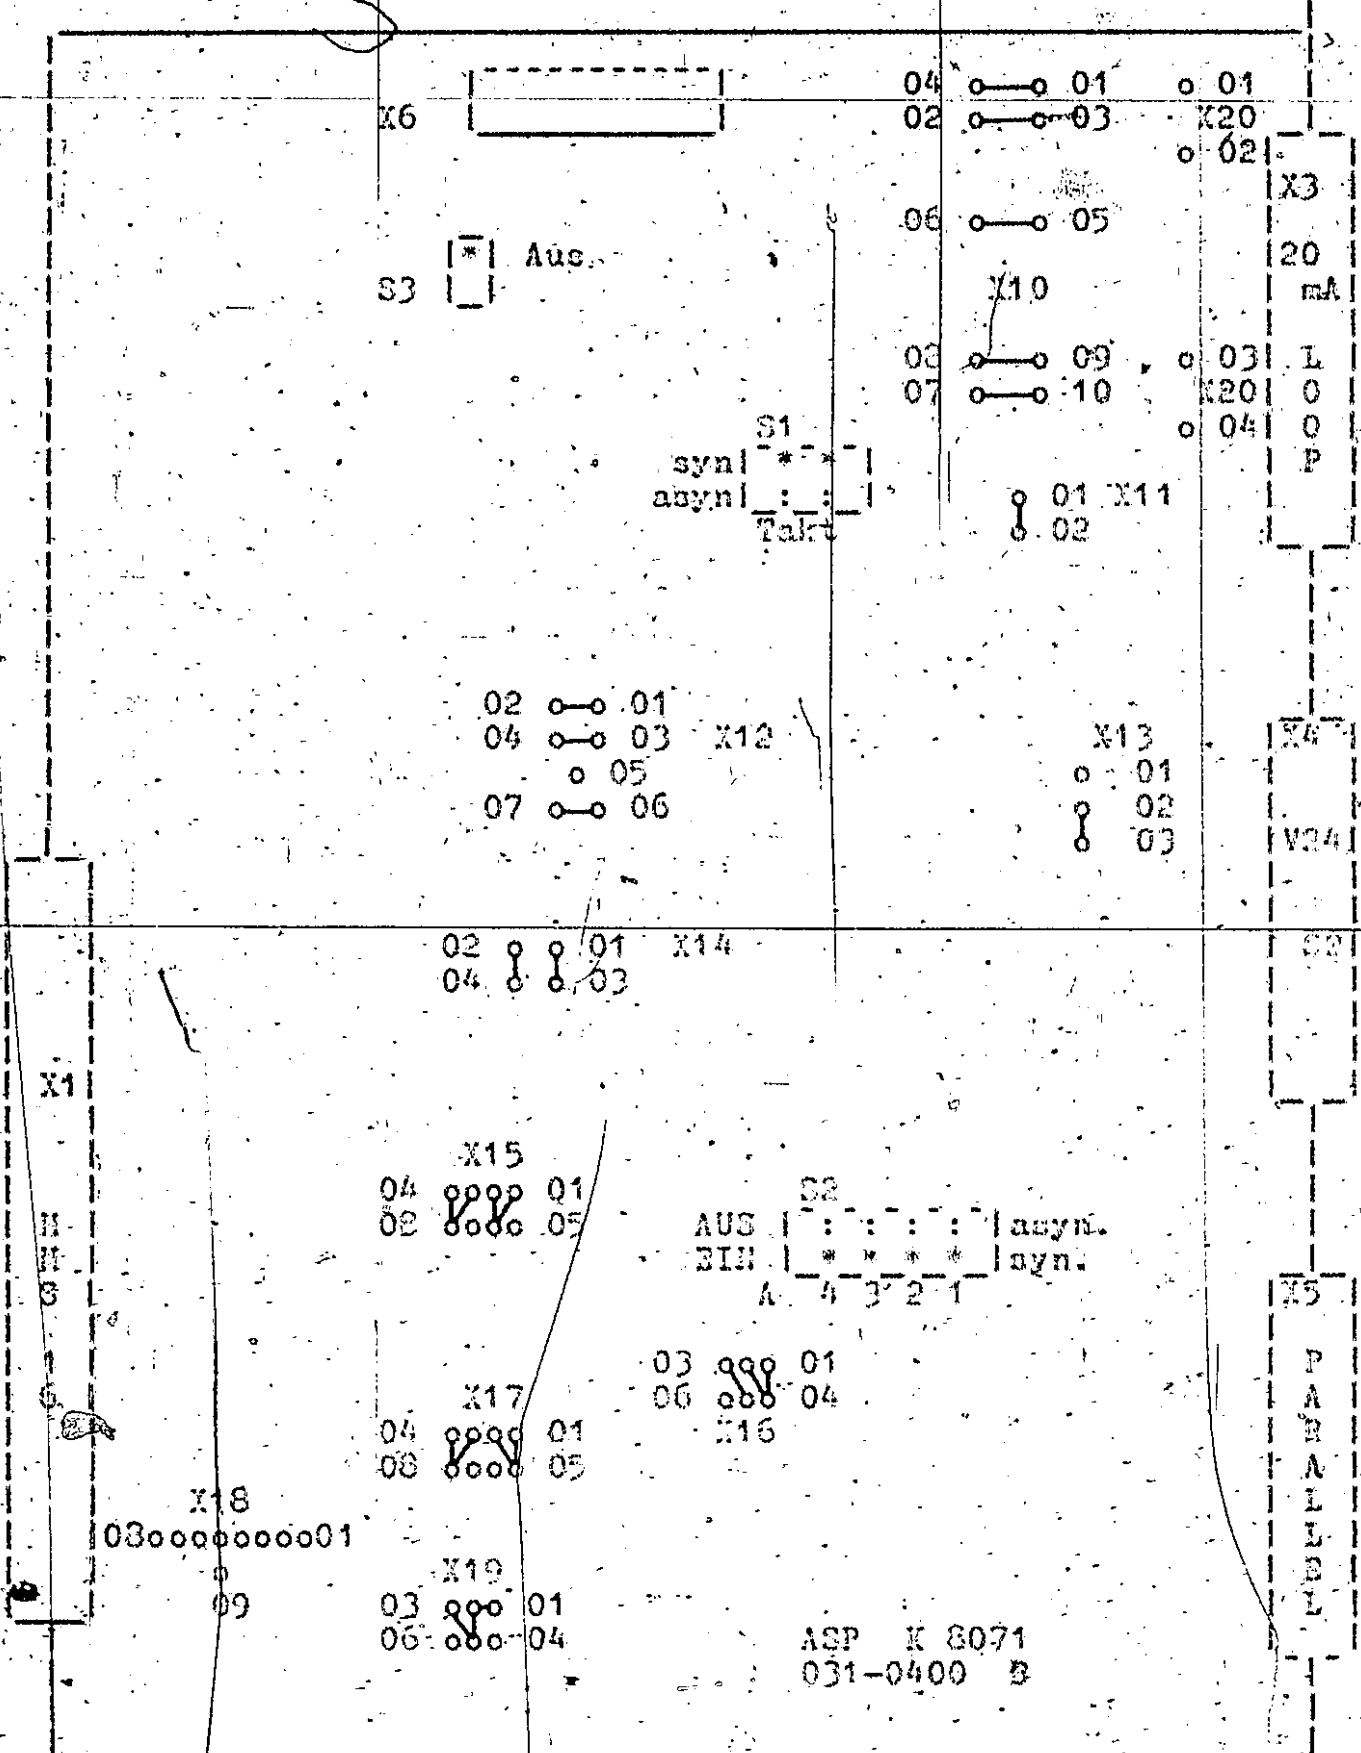 04 01 01
X6 02 03 X20
02
X3
06 05
Aus.
20
S3 X10 mA
08 09 03 L
07 10 X20 O
S1 04 O
syn P
asyn 01 X11
Takt 02
02 01
04 03 X12 X13 X4
05 01
07 06 02
03 V24
02 01 X14 S2
04 03
X1
X15
04 01 S2
08 05 AUS asyn.
EIN syn.
A 4 3 2 1 X5
03 01 P
X17 06 04 A
04 01 X16 R
08 05 A
X18 L
08 01 L
X19 E
09 03 01 L
06 04
ASP K 8071
031-0400 B